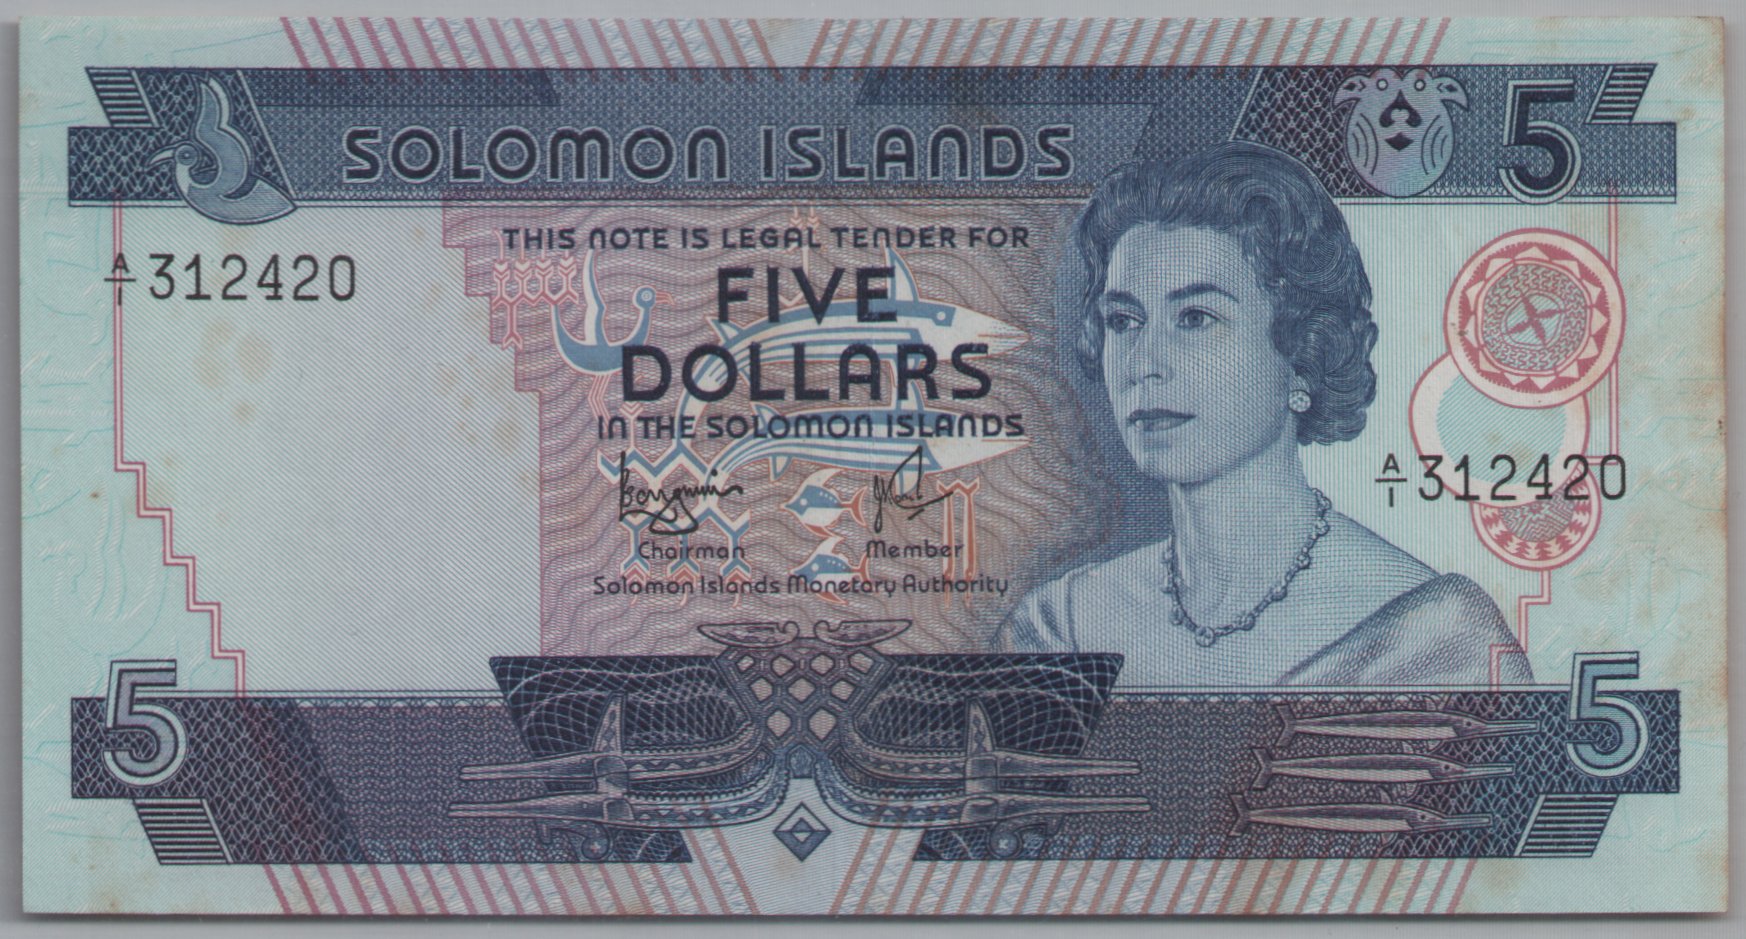 SOLOMON ISLANDS
5
THIS NOTE IS LEGAL TENDER FOR
A/1 312420
FIVE
DOLLARS
IN THE SOLOMON ISLANDS
A/1 312420
Chairman Member
Solomon Islands Monetary Authority
5
5